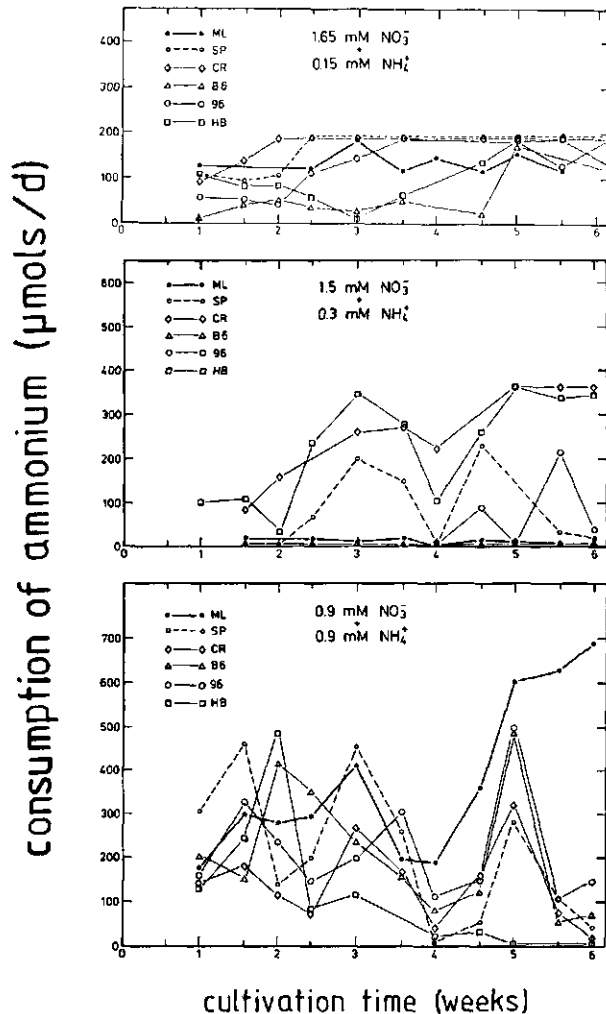 consumption of ammonium (μmols/d)
400
300
200
100
0
ML
SP
CR
B6
96
HB
1.65 mM NO₃⁻
+
0.15 mM NH₄⁺
0 1 2 3 4 5 6
600
500
400
300
200
100
0
ML
SP
CR
B6
96
HB
1.5 mM NO₃⁻
+
0.3 mM NH₄⁺
0 1 2 3 4 5 6
700
600
500
400
300
200
100
0
ML
SP
CR
B6
96
HB
0.9 mM NO₃⁻
+
0.9 mM NH₄⁺
0 1 2 3 4 5 6
cultivation time (weeks)